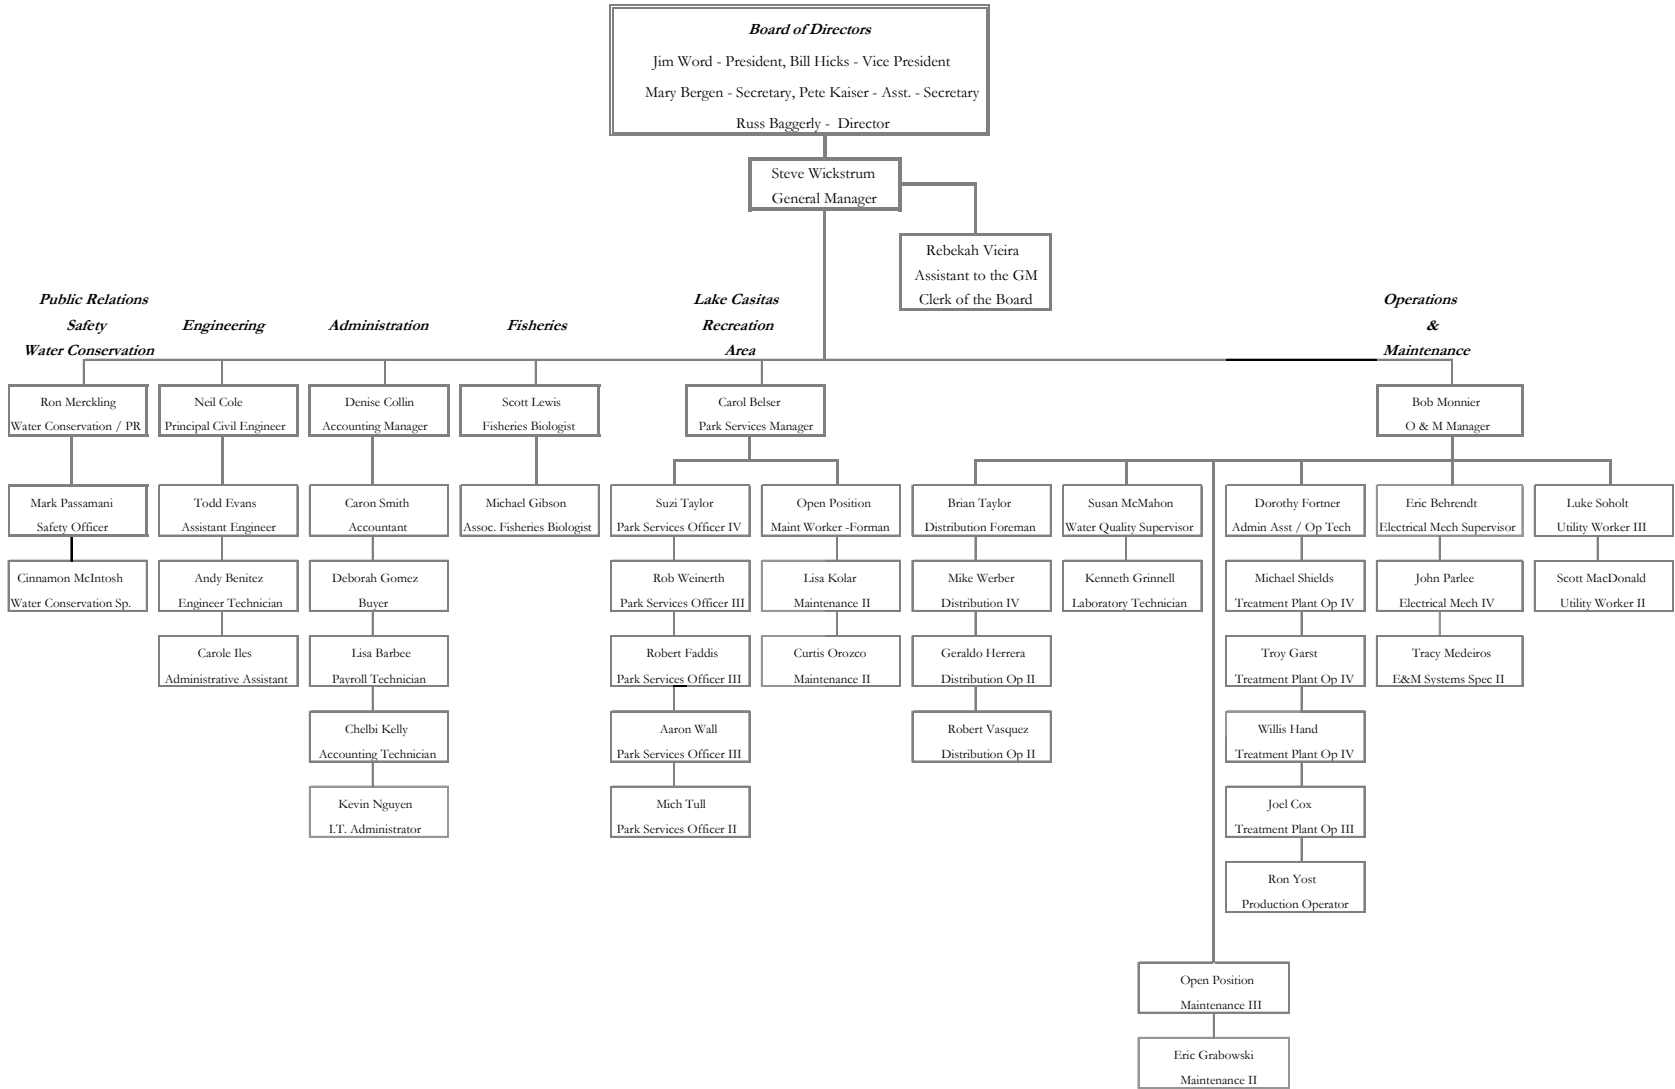 Board of Directors
Jim Word - President, Bill Hicks - Vice President
Mary Bergen - Secretary, Pete Kaiser - Asst. - Secretary
Russ Baggerly - Director
Steve Wickstrum
General Manager
Rebekah Vieira
Assistant to the GM
Clerk of the Board
Public Relations
Safety
Water Conservation
Engineering
Administration
Fisheries
Lake Casitas
Recreation
Area
Operations
&
Maintenance
Ron Merckling
Water Conservation / PR
Neil Cole
Principal Civil Engineer
Denise Collin
Accounting Manager
Scott Lewis
Fisheries Biologist
Carol Belser
Park Services Manager
Bob Monnier
O & M Manager
Mark Passamani
Safety Officer
Todd Evans
Assistant Engineer
Caron Smith
Accountant
Michael Gibson
Assoc. Fisheries Biologist
Suzi Taylor
Park Services Officer IV
Open Position
Maint Worker -Forman
Brian Taylor
Distribution Foreman
Susan McMahon
Water Quality Supervisor
Dorothy Fortner
Admin Asst / Op Tech
Eric Behrendt
Electrical Mech Supervisor
Luke Soholt
Utility Worker III
Cinnamon McIntosh
Water Conservation Sp.
Andy Benitez
Engineer Technician
Deborah Gomez
Buyer
Rob Weinerth
Park Services Officer III
Lisa Kolar
Maintenance II
Mike Werber
Distribution IV
Kenneth Grinnell
Laboratory Technician
Michael Shields
Treatment Plant Op IV
John Parlee
Electrical Mech IV
Scott MacDonald
Utility Worker II
Carole Iles
Administrative Assistant
Lisa Barbee
Payroll Technician
Robert Faddis
Park Services Officer III
Curtis Orozco
Maintenance II
Geraldo Herrera
Distribution Op II
Troy Garst
Treatment Plant Op IV
Tracy Medeiros
E&M Systems Spec II
Chelbi Kelly
Accounting Technician
Aaron Wall
Park Services Officer III
Robert Vasquez
Distribution Op II
Willis Hand
Treatment Plant Op IV
Kevin Nguyen
I.T. Administrator
Mich Tull
Park Services Officer II
Joel Cox
Treatment Plant Op III
Ron Yost
Production Operator
Open Position
Maintenance III
Eric Grabowski
Maintenance II